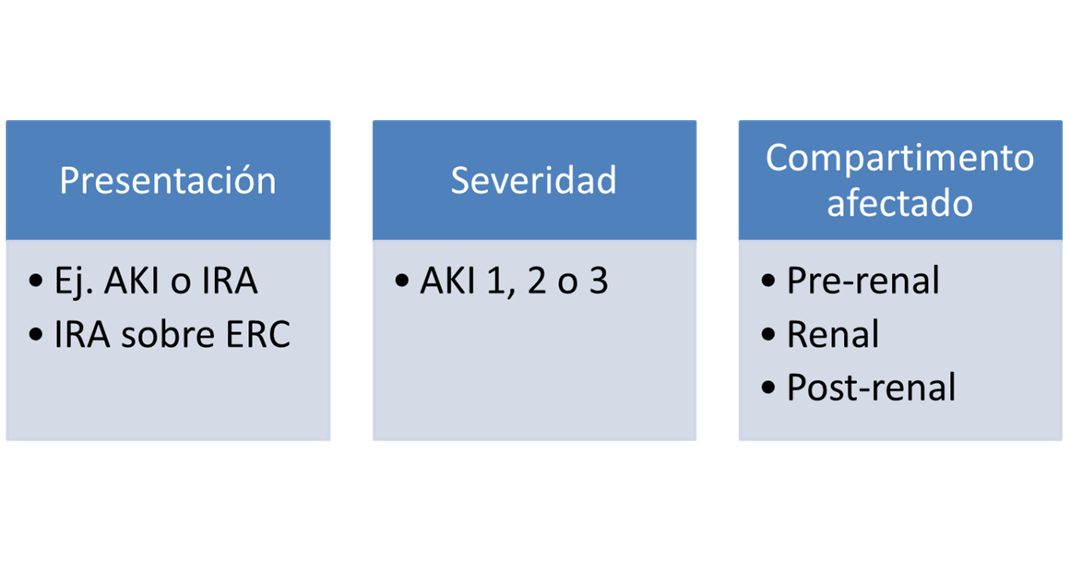 Presentación
• Ej. AKI o IRA
• IRA sobre ERC
Severidad
• AKI 1, 2 o 3
Compartimento
afectado
• Pre-renal
• Renal
• Post-renal